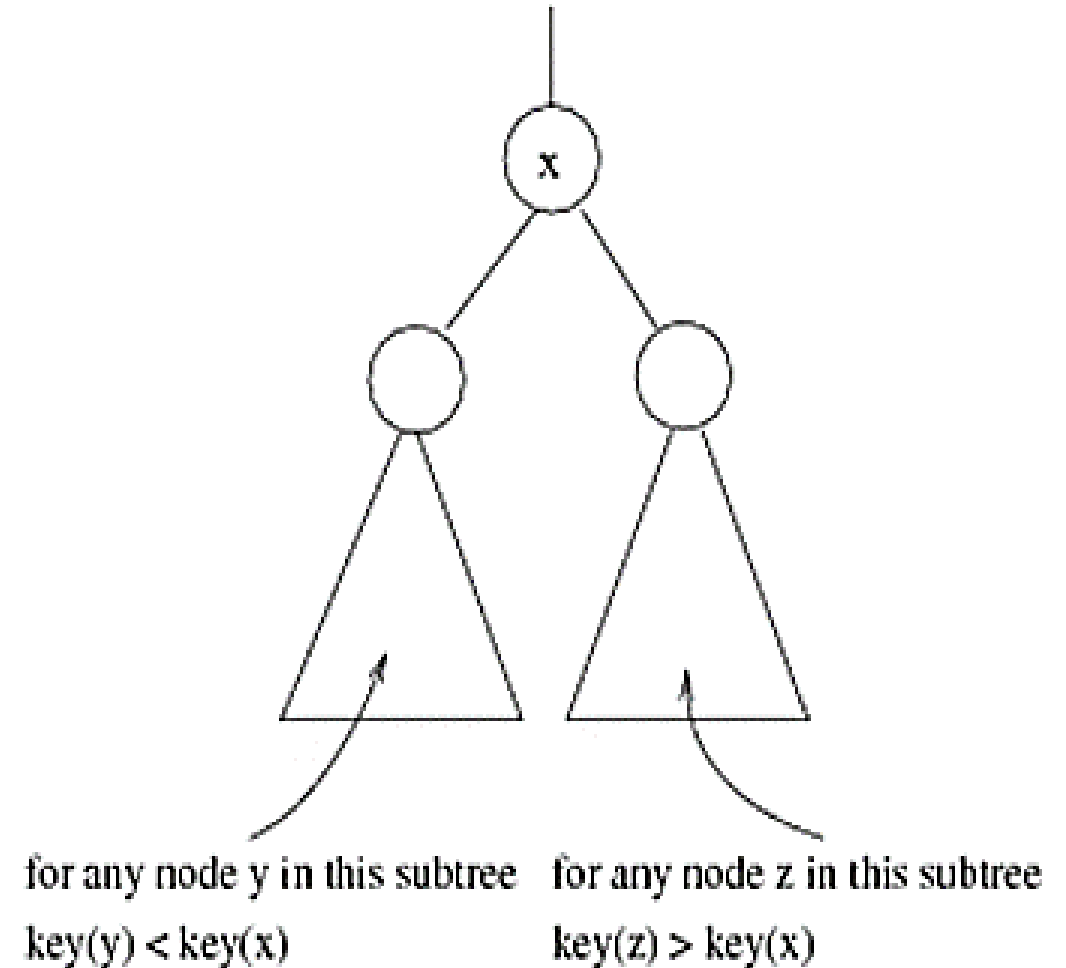 x
for any node y in this subtree
key(y) < key(x)
for any node z in this subtree
key(z) > key(x)